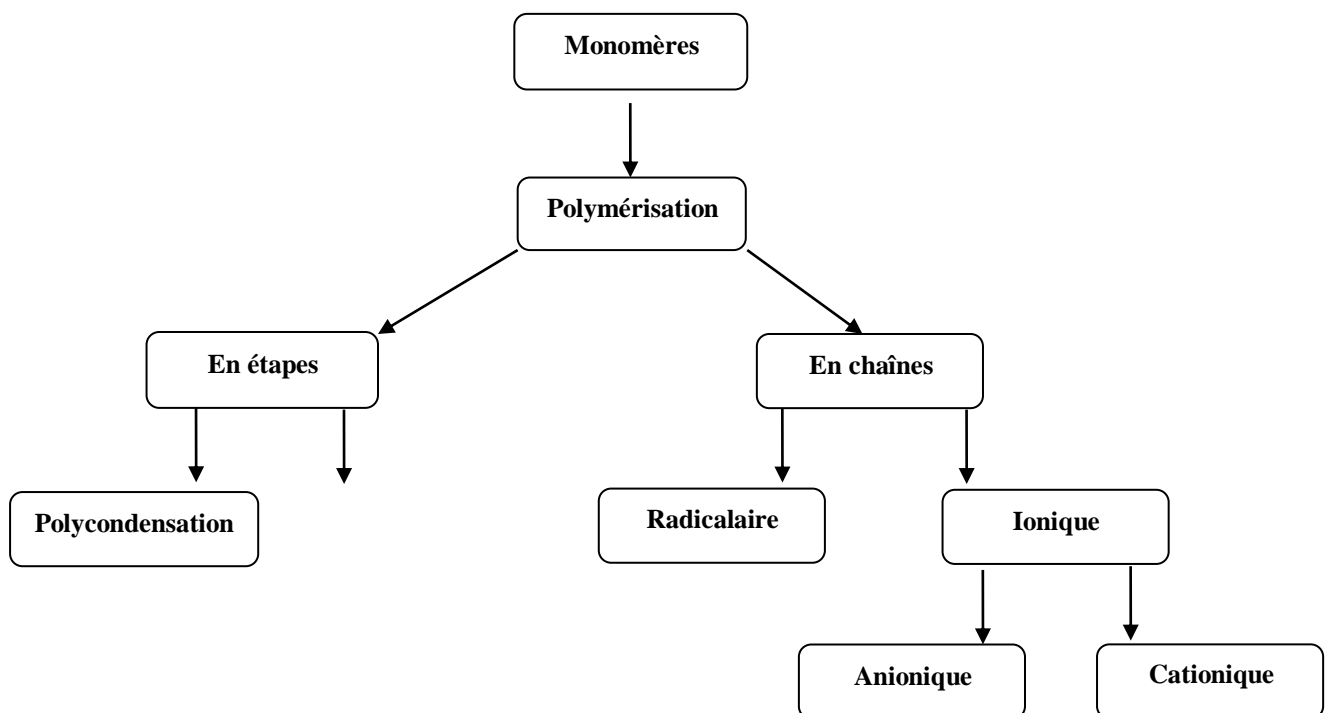 Monomères
Polymérisation
En étapes
En chaînes
Polycondensation
Radicalaire
Ionique
Anionique
Cationique